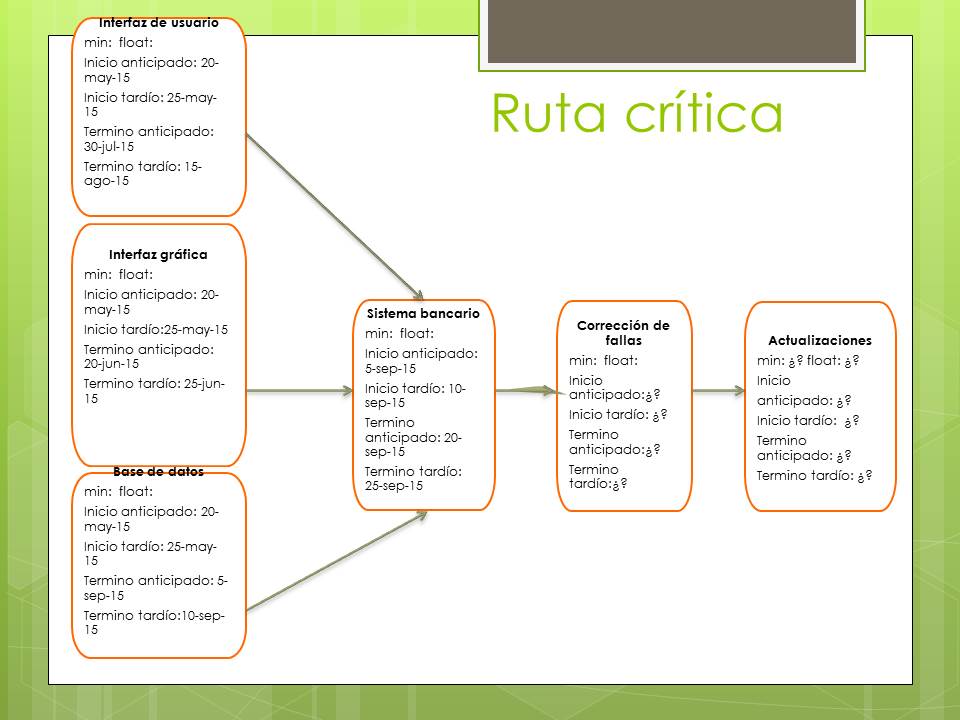 Ruta crítica
Interfaz de usuario
min:  float:
Inicio anticipado: 20-
may-15
Inicio tardío: 25-may-
15
Termino anticipado:
30-jul-15
Termino tardío: 15-
ago-15
Interfaz gráfica
min:  float:
Inicio anticipado: 20-
may-15
Inicio tardío:25-may-15
Termino anticipado:
20-jun-15
Termino tardío: 25-jun-
15
Base de datos
min:  float:
Inicio anticipado: 20-
may-15
Inicio tardío: 25-may-
15
Termino anticipado: 5-
sep-15
Termino tardío:10-sep-
15
Sistema bancario
min:  float:
Inicio anticipado:
5-sep-15
Inicio tardío: 10-
sep-15
Termino
anticipado: 20-
sep-15
Termino tardío:
25-sep-15
Corrección de
fallas
min:  float:
Inicio
anticipado:¿?
Inicio tardío: ¿?
Termino
anticipado:¿?
Termino
tardío:¿?
Actualizaciones
min: ¿? float: ¿?
Inicio
anticipado: ¿?
Inicio tardío:  ¿?
Termino
anticipado: ¿?
Termino tardío: ¿?